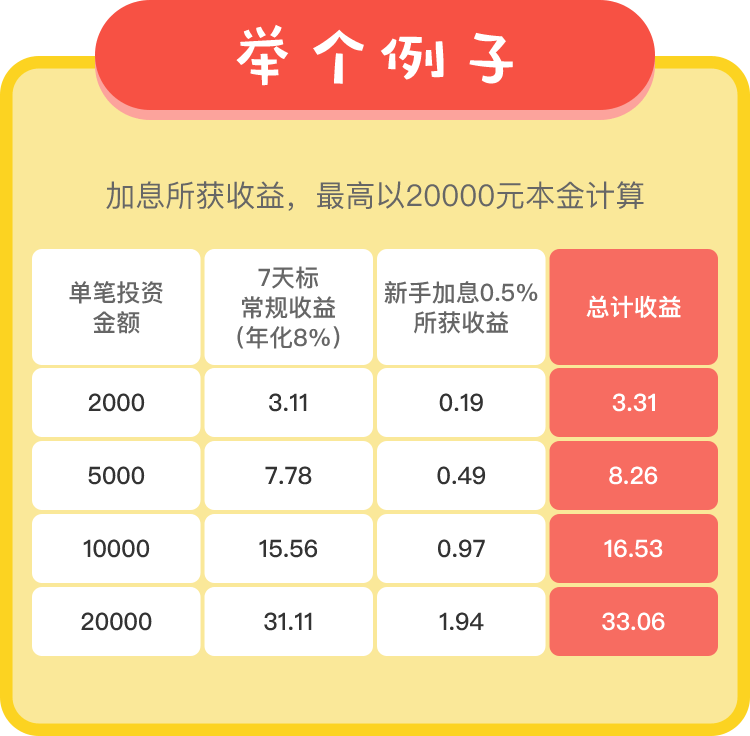 举个例子
加息所获收益，最高以20000元本金计算
单笔投资
金额
7天标
常规收益
（年化8%）
新手加息0.5%
所获收益
总计收益
2000 3.11 0.19 3.31
5000 7.78 0.49 8.26
10000 15.56 0.97 16.53
20000 31.11 1.94 33.06